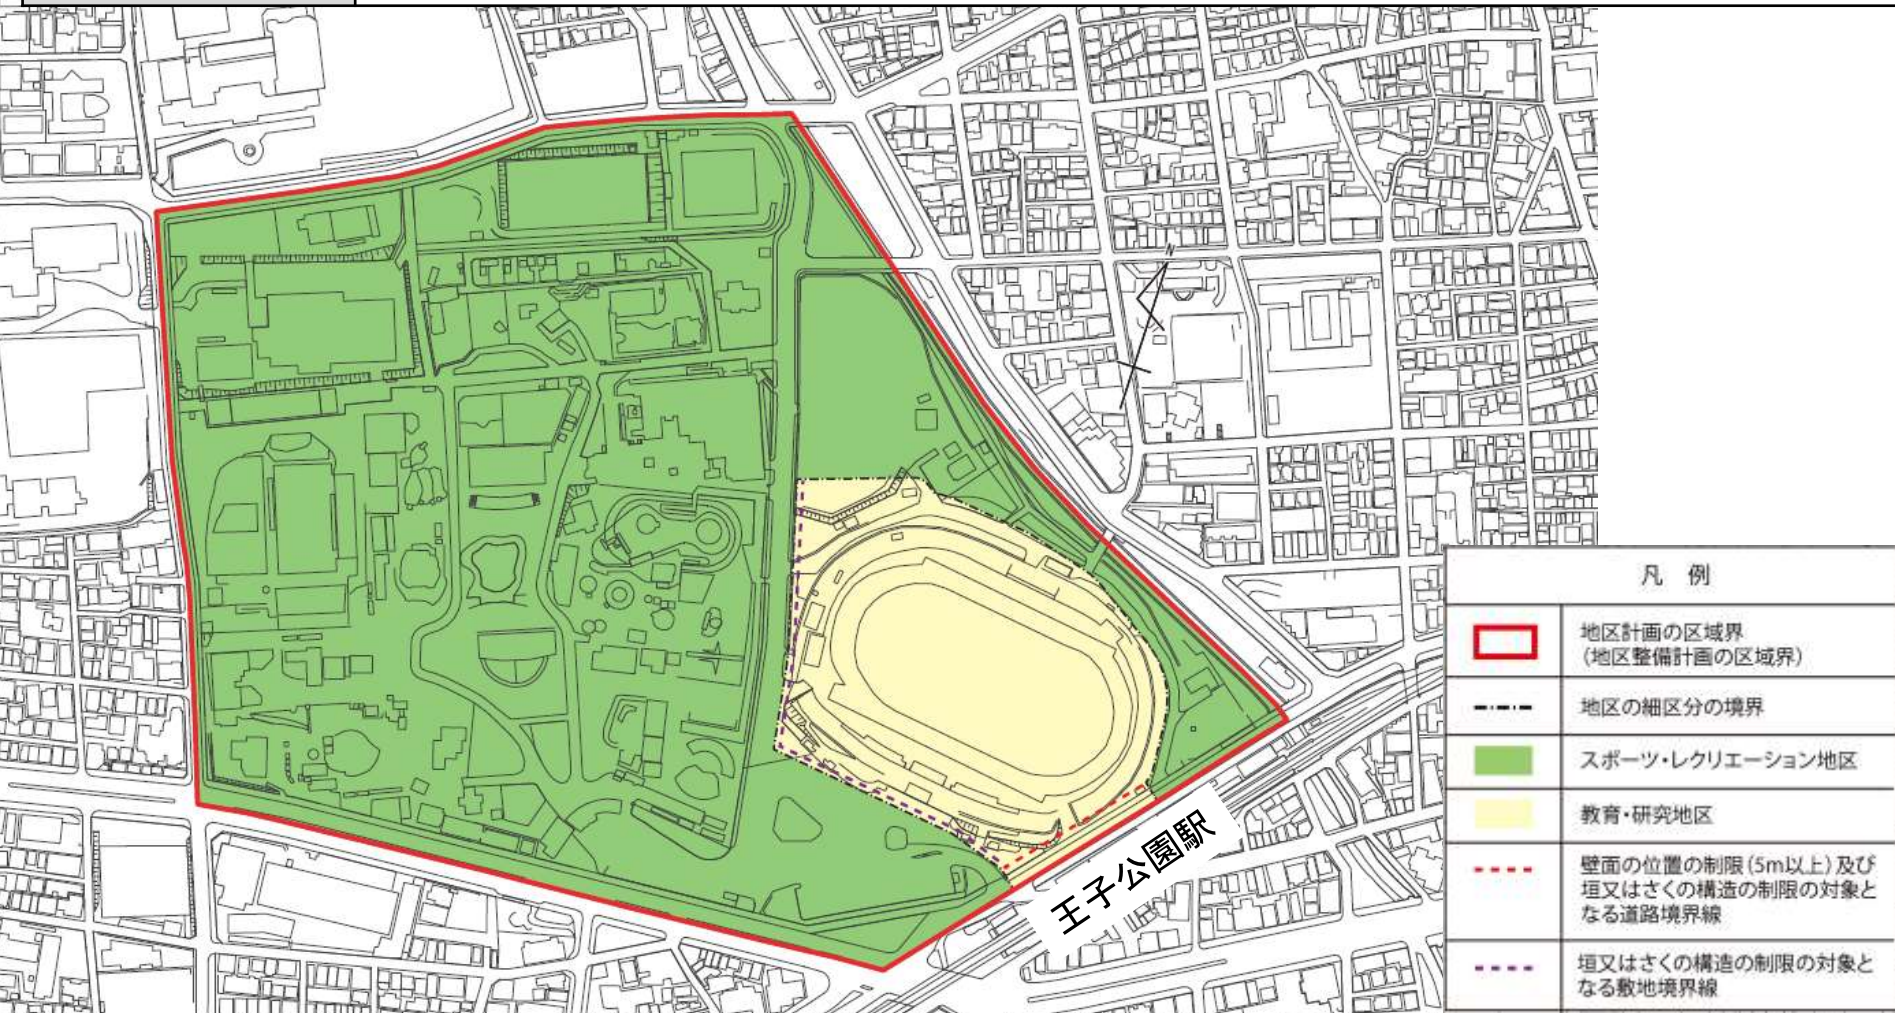 N
王子公園駅
凡 例
地区計画の区域界
（地区整備計画の区域界）
地区の細区分の境界
スポーツ・レクリエーション地区
教育・研究地区
壁面の位置の制限（5m以上）及び
垣又はさくの構造の制限の対象と
なる道路境界線
垣又はさくの構造の制限の対象と
なる敷地境界線